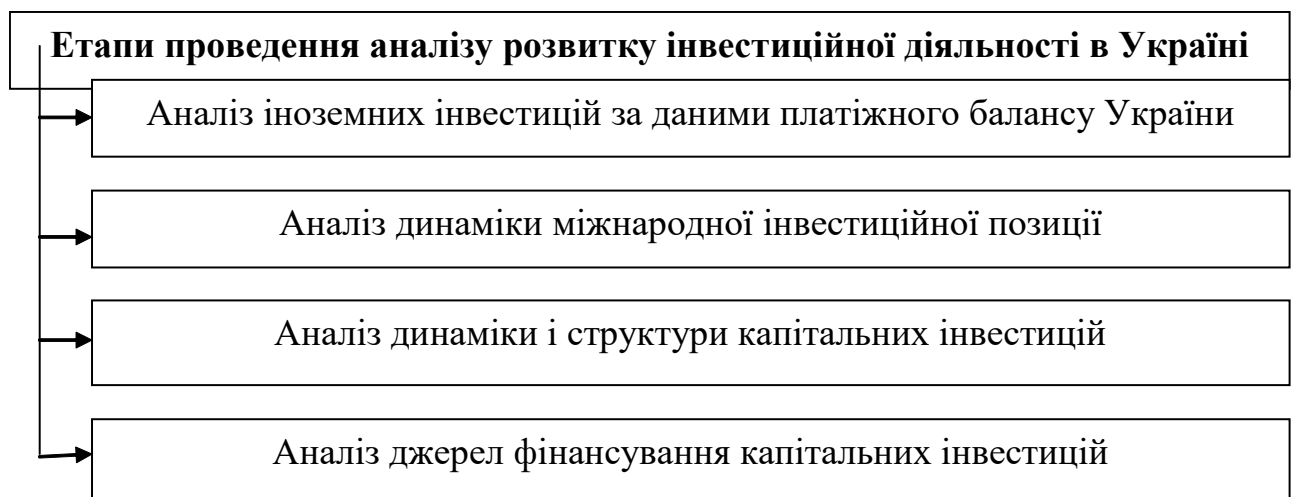 Етапи проведення аналізу розвитку інвестиційної діяльності в Україні
Аналіз іноземних інвестицій за даними платіжного балансу України
Аналіз динаміки міжнародної інвестиційної позиції
Аналіз динаміки і структури капітальних інвестицій
Аналіз джерел фінансування капітальних інвестицій